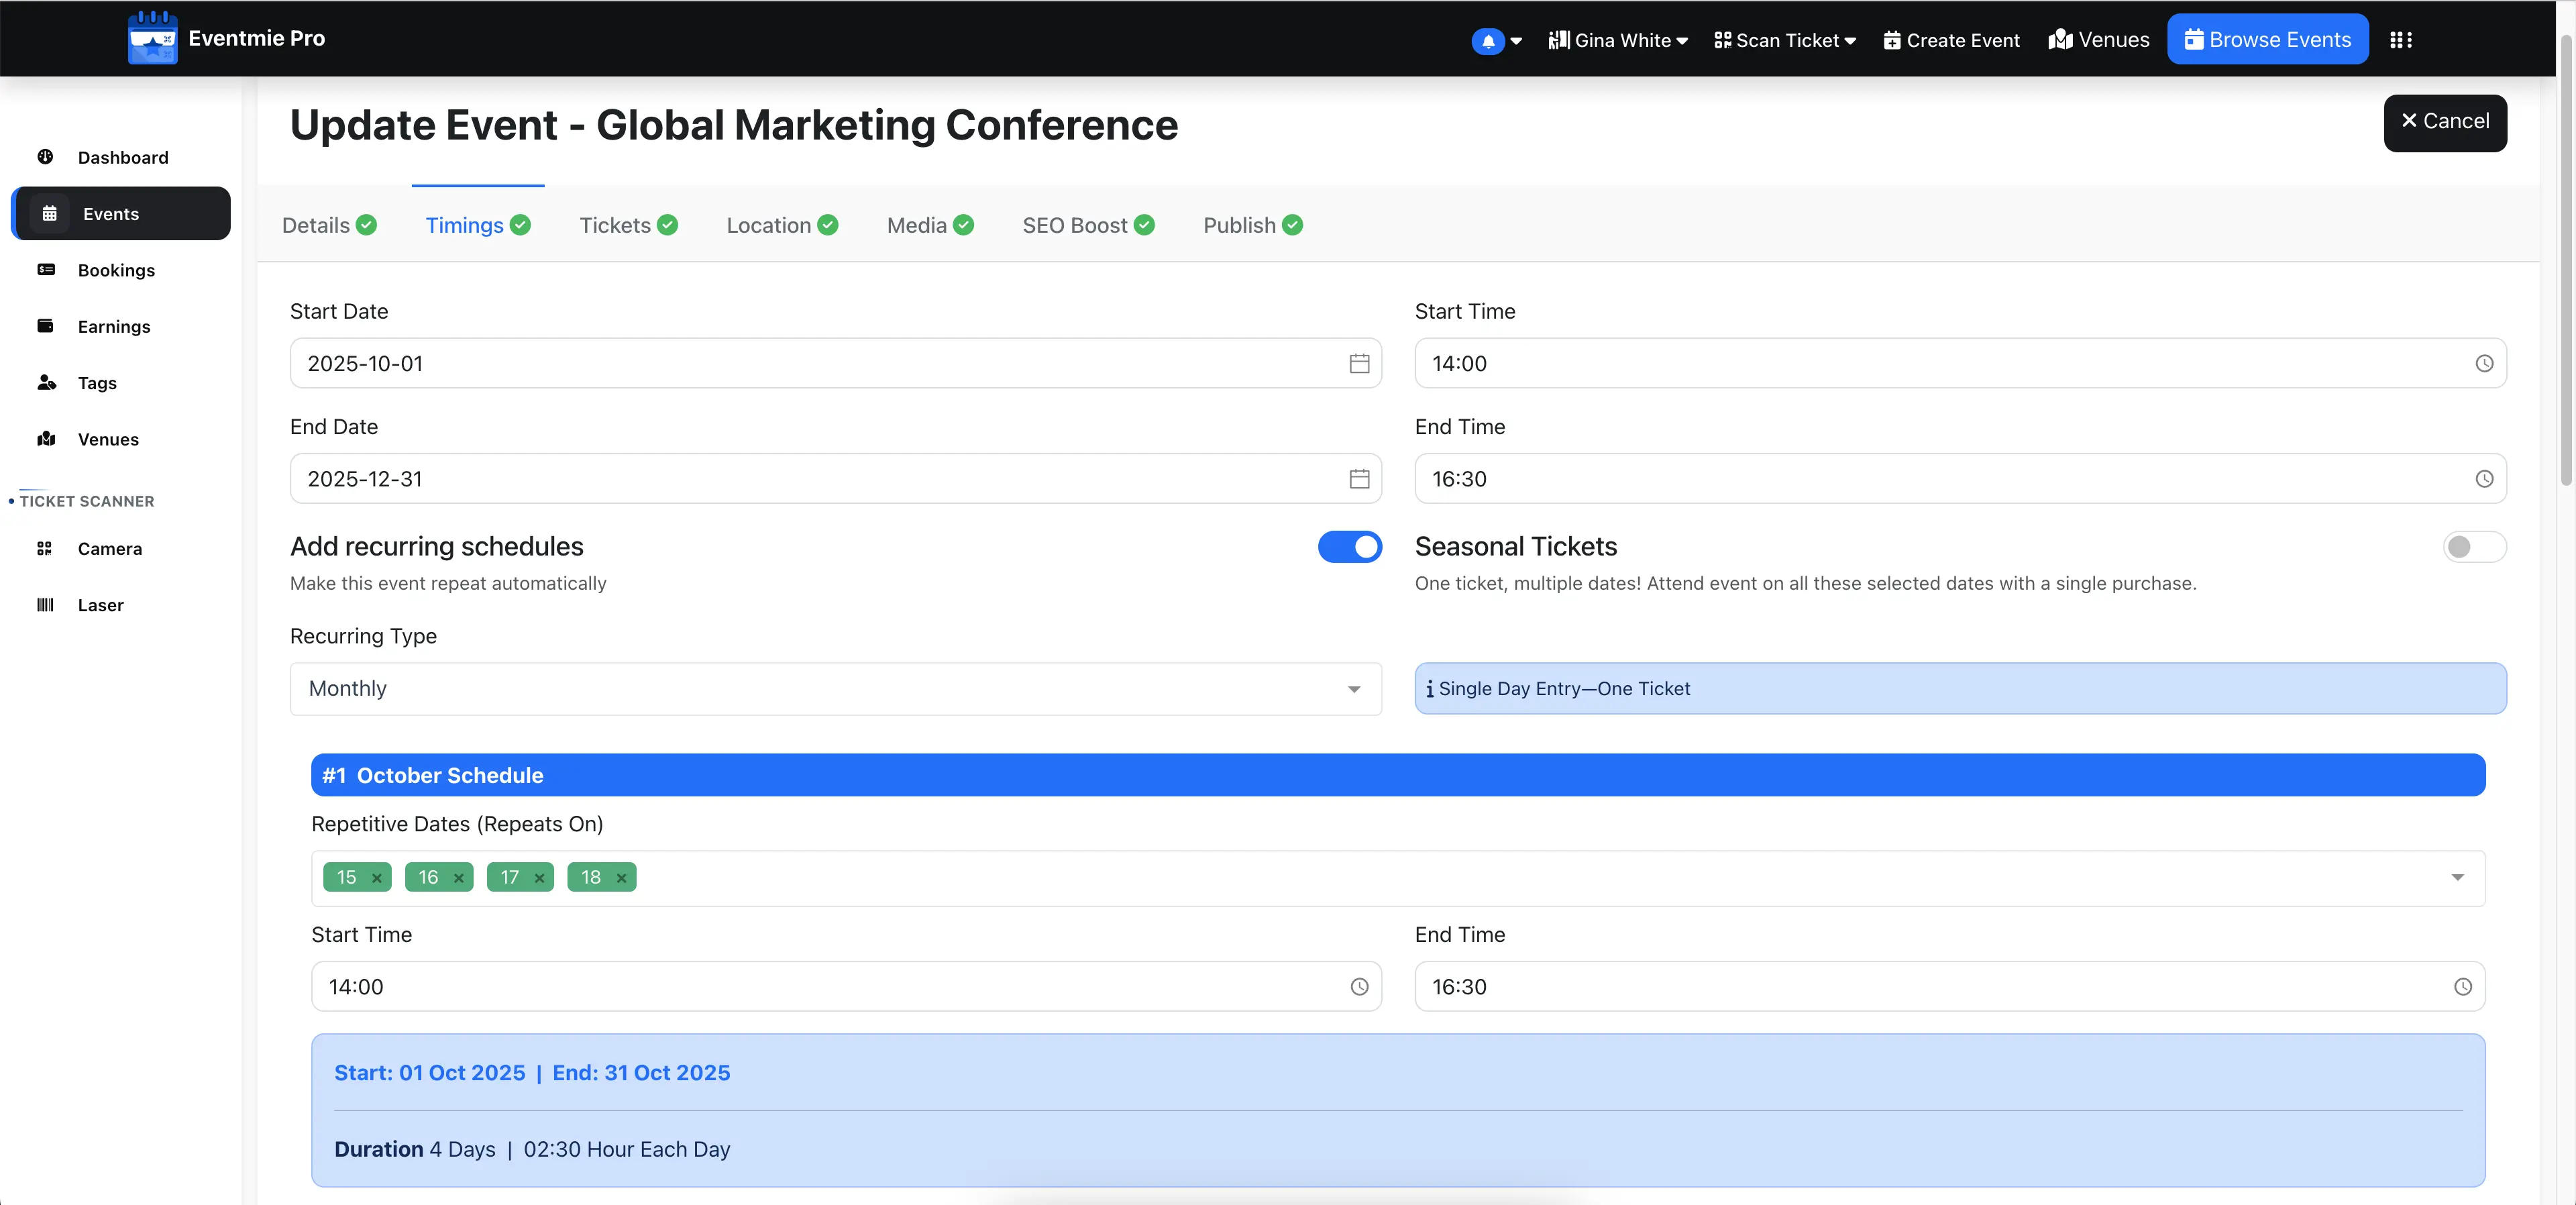 Eventmie Pro
Gina White
Scan Ticket
Create Event
Venues
Browse Events
Update Event - Global Marketing Conference
Cancel
Dashboard
Events
Bookings
Earnings
Tags
Venues
TICKET SCANNER
Camera
Laser
Details
Timings
Tickets
Location
Media
SEO Boost
Publish
Start Date
Start Time
2025-10-01
14:00
End Date
End Time
2025-12-31
16:30
Add recurring schedules
Make this event repeat automatically
Seasonal Tickets
One ticket, multiple dates! Attend event on all these selected dates with a single purchase.
Recurring Type
Monthly
Single Day Entry—One Ticket
#1 October Schedule
Repetitive Dates (Repeats On)
15 × 16 × 17 × 18 ×
Start Time
End Time
14:00
16:30
Start: 01 Oct 2025 | End: 31 Oct 2025
Duration 4 Days | 02:30 Hour Each Day